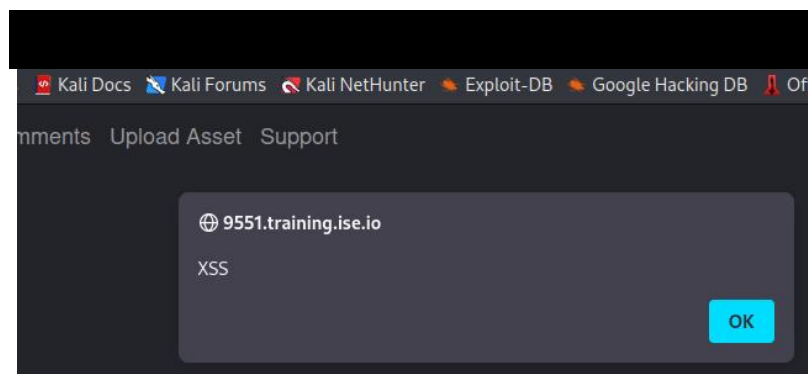 Kali Docs Kali Forums Kali NetHunter Exploit-DB Google Hacking DB Of
mments Upload Asset Support
9551.training.ise.io
XSS
OK